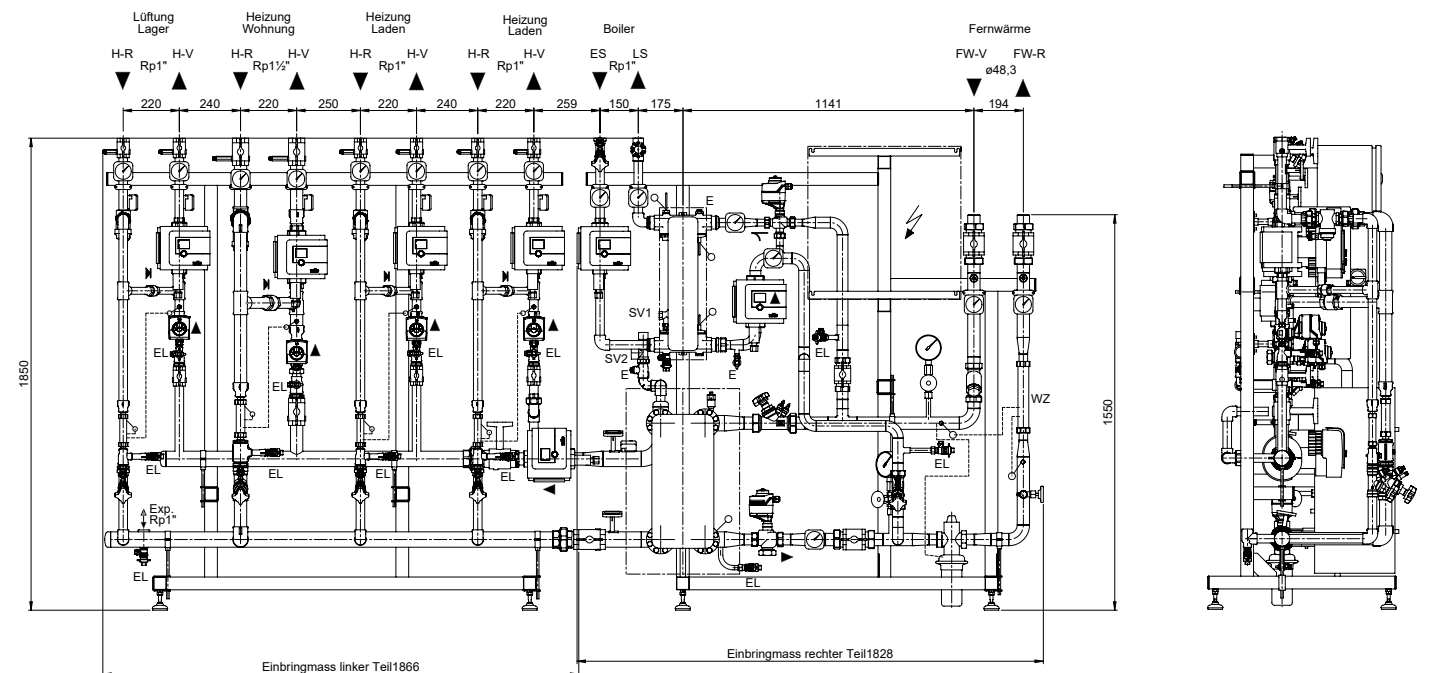 Lüftung Lager
Heizung Wohnung
Heizung Laden
Heizung Laden
Boiler
Fernwärme
H-R H-V H-R H-V H-R H-V H-R H-V ES LS FW-V FW-R
Rp1" Rp1½" Rp1" Rp1" Rp1" ø48,3
220 240 220 250 220 240 220 259 150 175 1141 194
E
SV1
EL EL EL EL
SV2
E E
EL
1850
WZ
1550
EL EL EL EL EL
Exp.
Rp1"
EL
EL
Einbringmass rechter Teil1828
Einbringmass linker Teil1866